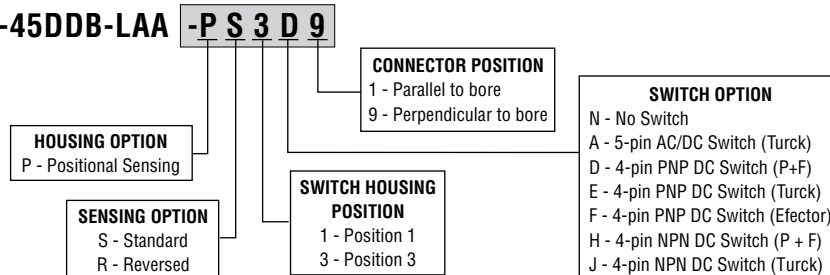 -45DDB-LAA -P S 3 D 9
CONNECTOR POSITION
1 - Parallel to bore
9 - Perpendicular to bore
SWITCH OPTION
N - No Switch
A - 5-pin AC/DC Switch (Turck)
D - 4-pin PNP DC Switch (P+F)
E - 4-pin PNP DC Switch (Turck)
F - 4-pin PNP DC Switch (Efector)
H - 4-pin NPN DC Switch (P + F)
J - 4-pin NPN DC Switch (Turck)
HOUSING OPTION
P - Positional Sensing
SWITCH HOUSING
POSITION
1 - Position 1
3 - Position 3
SENSING OPTION
S - Standard
R - Reversed